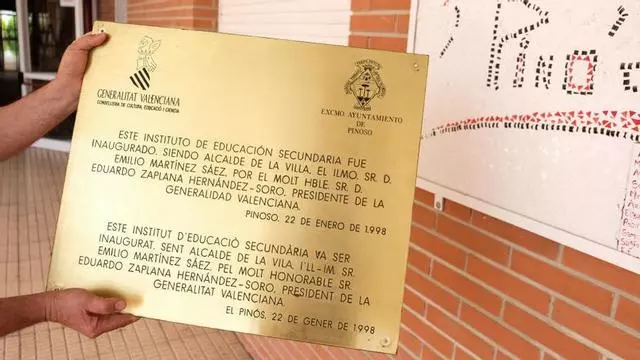 GENERALITAT VALENCIANA
CONSELLERIA DE CULTURA, EDUCACIÓ I CIÈNCIA
EXCMO. AYUNTAMIENTO
DE
PINOSO
ESTE INSTITUTO DE EDUCACIÓN SECUNDARIA FUE
INAUGURADO, SIENDO ALCALDE DE LA VILLA, EL ILMO. SR. D.
EMILIO MARTÍNEZ SÁEZ, POR EL MOLT HBLE. SR. D.
EDUARDO ZAPLANA HERNÁNDEZ-SORO, PRESIDENTE DE LA
GENERALIDAD VALENCIANA.
PINOSO, 22 DE ENERO DE 1998
ESTE INSTITUT D'EDUCACIÓ SECUNDÀRIA VA SER
INAUGURAT, SENT ALCALDE DE LA VILA, I'LL-IM. SR.
EMILIO MARTÍNEZ SÁEZ, PEL MOLT HONORABLE SR.
EDUARDO ZAPLANA HERNÁNDEZ-SORO, PRESIDENT DE LA
GENERALITAT VALENCIANA
EL PINÓS, 22 DE GENER DE 1998